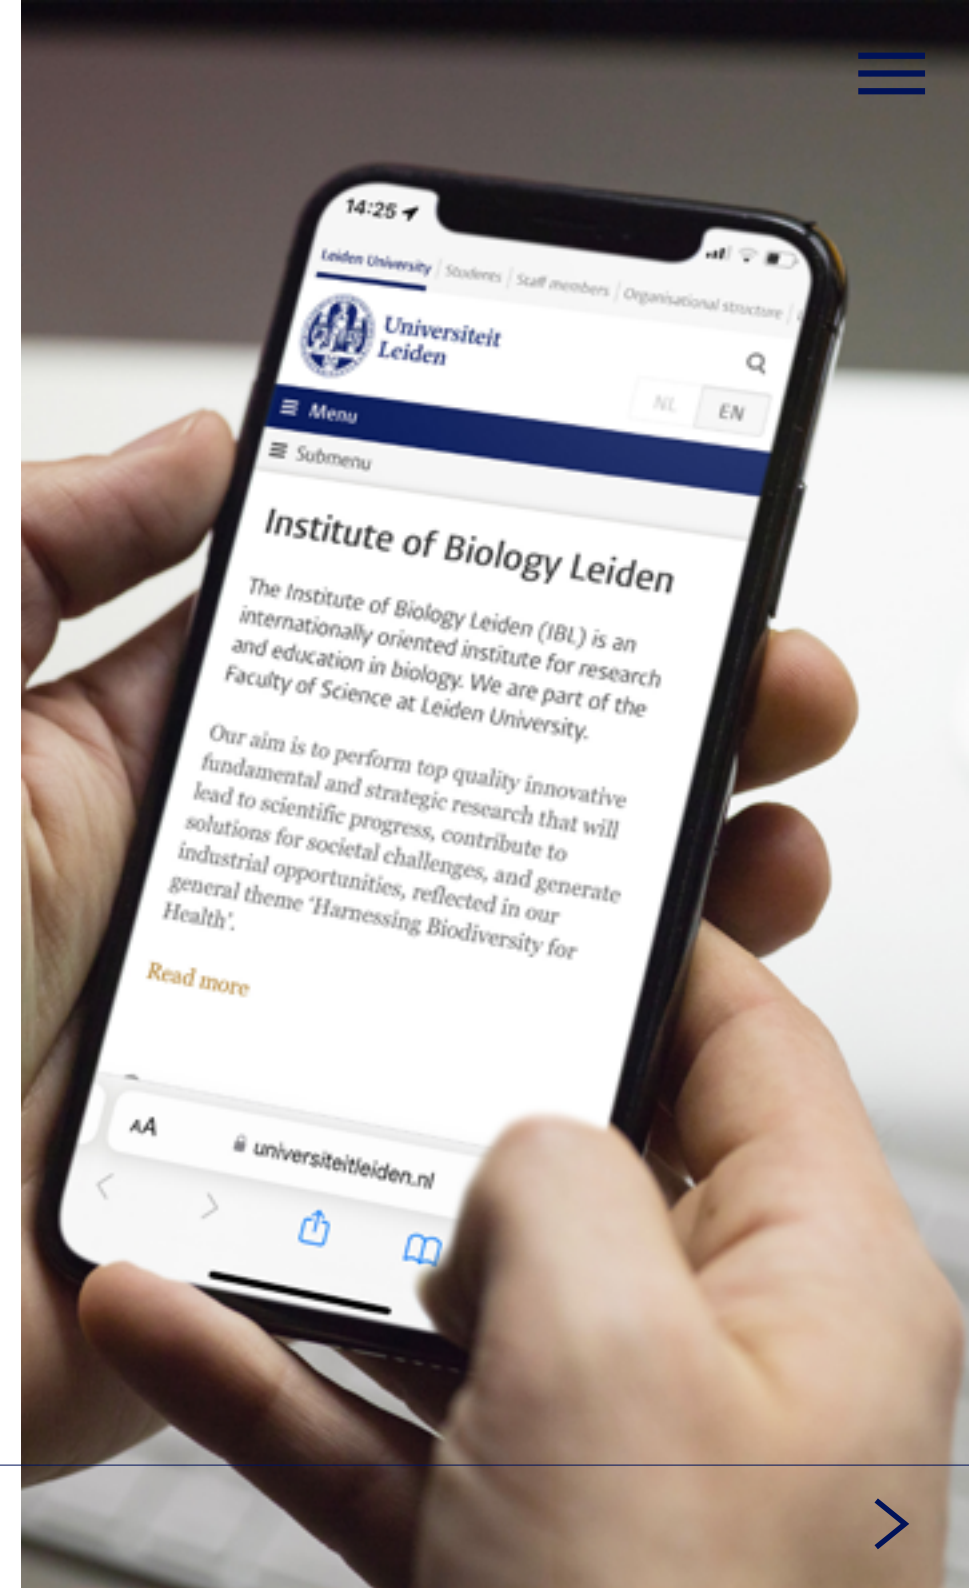 14:25
Leiden University Students Staff members Organisational structure
Universiteit
Leiden
NL EN
Menu
Submenu
Institute of Biology Leiden
The Institute of Biology Leiden (IBL) is an
internationally oriented institute for research
and education in biology. We are part of the
Faculty of Science at Leiden University.
Our aim is to perform top quality innovative
fundamental and strategic research that will
lead to scientific progress, contribute to
solutions for societal challenges, and generate
industrial opportunities, reflected in our
general theme 'Harnessing Biodiversity for
Health'.
Read more
AA universiteitleiden.nl